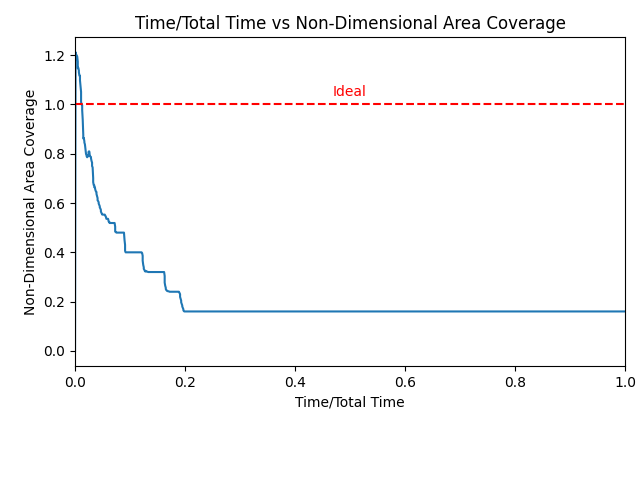 Time/Total Time vs Non-Dimensional Area Coverage
1.2
Ideal
1.0
0.8
0.6
0.4
0.2
0.0
Non-Dimensional Area Coverage
0.0 0.2 0.4 0.6 0.8 1.0
Time/Total Time